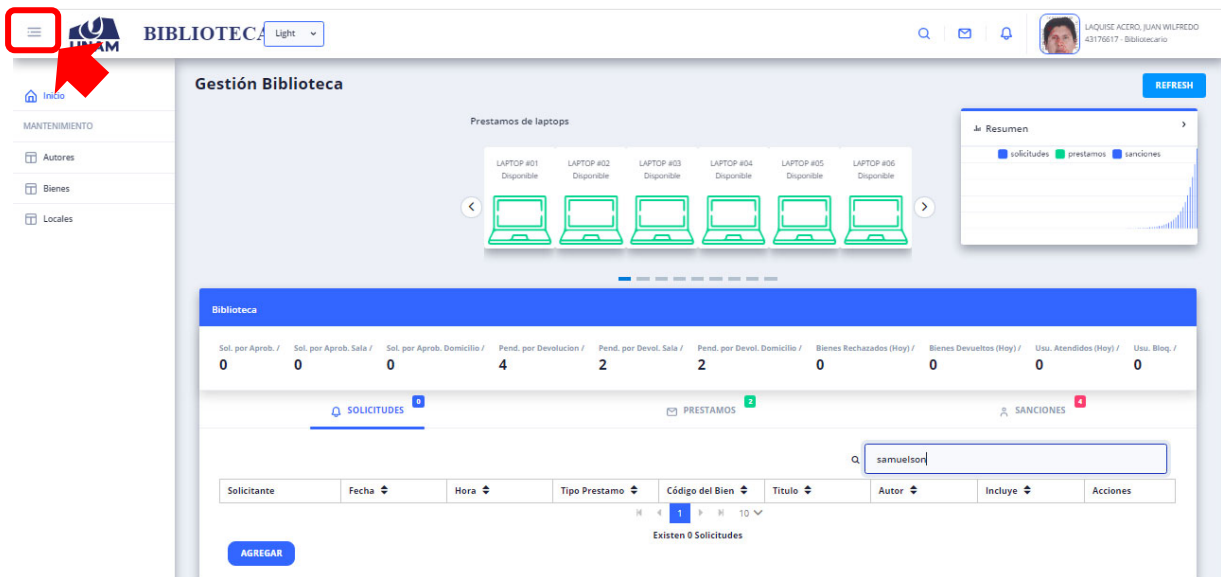 UNAM
BIBLIOTECA
Light
LAQUISE ACERO, JUAN WILFREDO
43176617 - Bibliotecario
Inicio
MANTENIMIENTO
Autores
Bienes
Locales
Gestión Biblioteca
REFRESH
Prestamos de laptops
LAPTOP #01 LAPTOP #02 LAPTOP #03 LAPTOP #04 LAPTOP #05 LAPTOP #06
Disponible Disponible Disponible Disponible Disponible Disponible
Resumen
solicitudes prestamos sanciones
Biblioteca
Sol. por Aprob. / Sol. por Aprob. Sala / Sol. por Aprob. Domicilio / Pend. por Devolucion / Pend. por Devol. Sala / Pend. por Devol. Domicilio / Bienes Rechazados (Hoy) / Bienes Devueltos (Hoy) / Usu. Atendidos (Hoy) / Usu. Bloq. /
0 0 0 4 2 2 0 0 0 0
SOLICITUDES 0 PRESTAMOS 2 SANCIONES 4
samuelson
Solicitante Fecha Hora Tipo Prestamo Código del Bien Titulo Autor Incluye Acciones
1 10
Existen 0 Solicitudes
AGREGAR